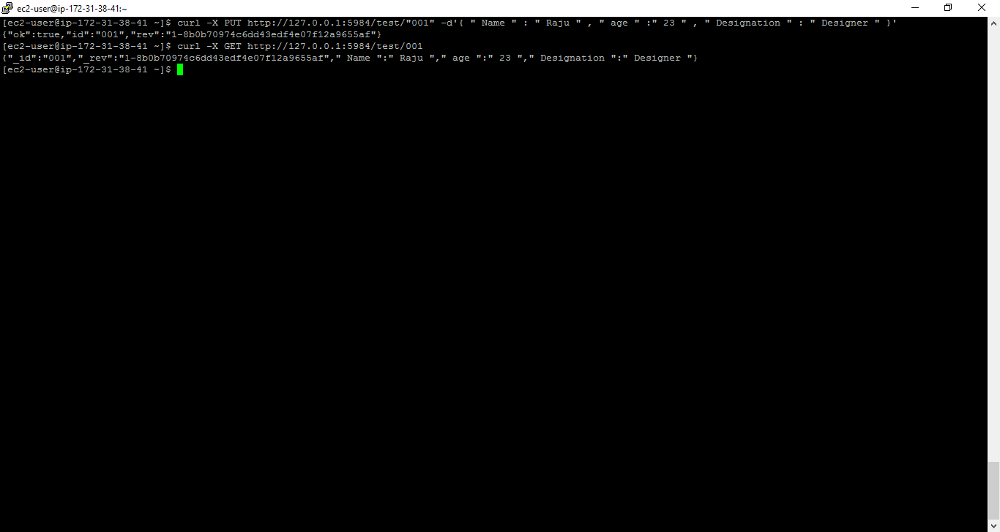 ec2-user@ip-172-31-38-41:~
[ec2-user@ip-172-31-38-41 ~]$ curl -X PUT http://127.0.0.1:5984/test/"001" -d'{ " Name " : " Raju " , " age " :" 23 " , " Designation " : " Designer " }'
{"ok":true,"id":"001","rev":"1-8b0b70974c6dd43edf4e07f12a9655af"}
[ec2-user@ip-172-31-38-41 ~]$ curl -X GET http://127.0.0.1:5984/test/001
{"_id":"001","_rev":"1-8b0b70974c6dd43edf4e07f12a9655af"," Name ":" Raju "," age ":" 23 "," Designation ":" Designer "}
[ec2-user@ip-172-31-38-41 ~]$